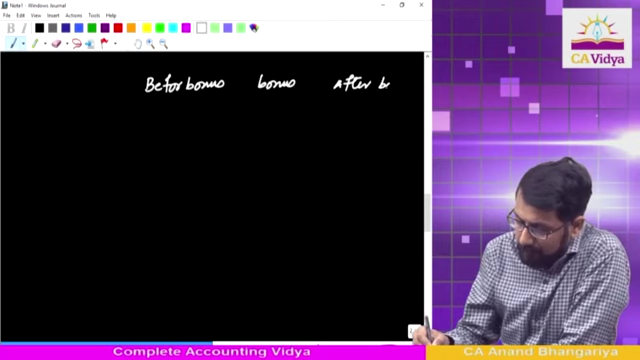 Note1 - Windows Journal
File Edit View Insert Actions Tools Help
B I
Befor bonus bonus After b
CA Vidya
Complete Accounting Vidya CA Anand Bhangariya